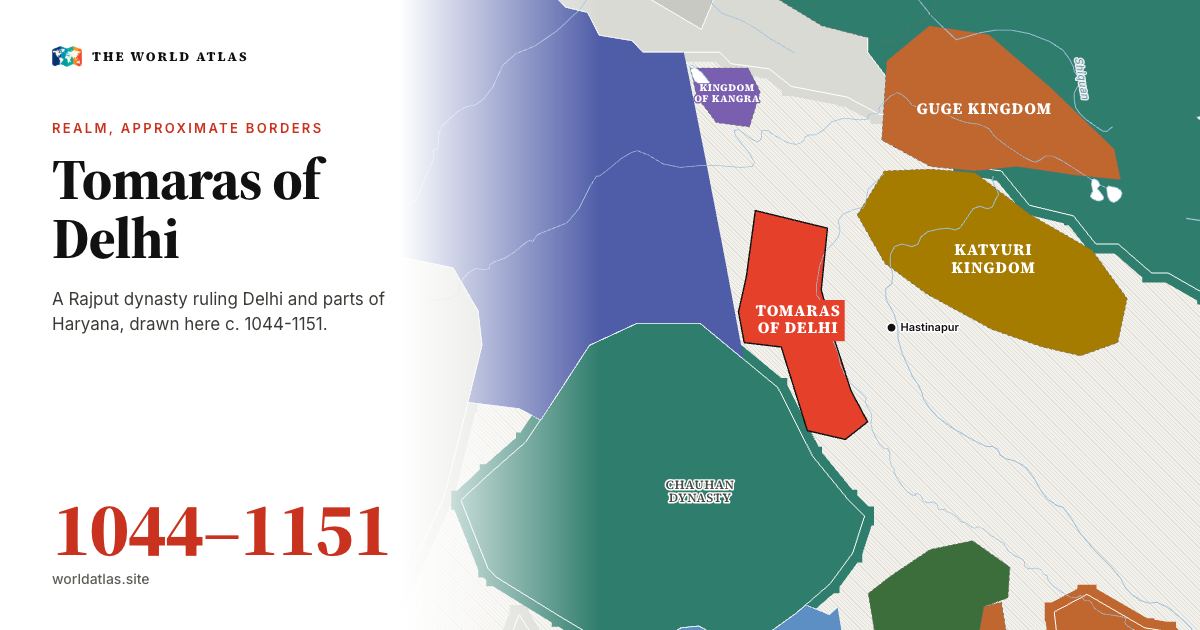 THE WORLD ATLAS
REALM, APPROXIMATE BORDERS
Tomaras of
Delhi
A Rajput dynasty ruling Delhi and parts of
Haryana, drawn here c. 1044-1151.
1044–1151
worldatlas.site
KINGDOM
OF KANGRA
GUGE KINGDOM
Shiquan
KATYURI
KINGDOM
TOMARAS
OF DELHI
Hastinapur
CHAUHAN
DYNASTY